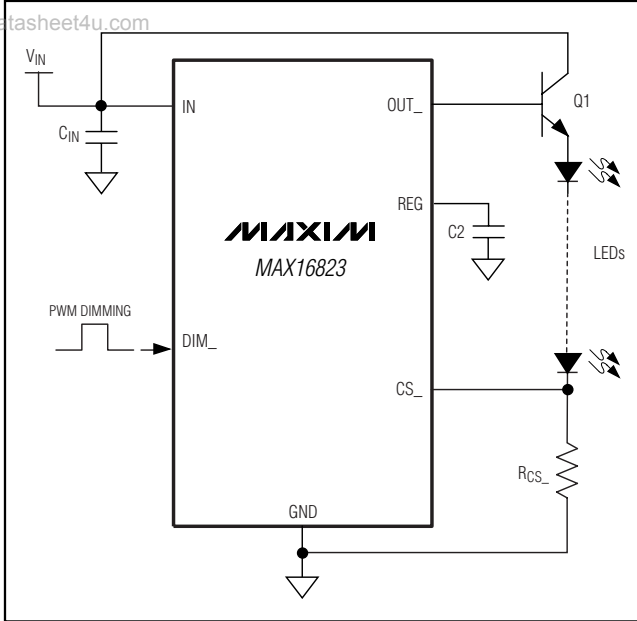 atasheet4u.com
VIN
IN
OUT_
Q1
CIN
REG
C2
MAXIM
MAX16823
LEDs
PWM DIMMING
DIM_
CS_
RCS_
GND